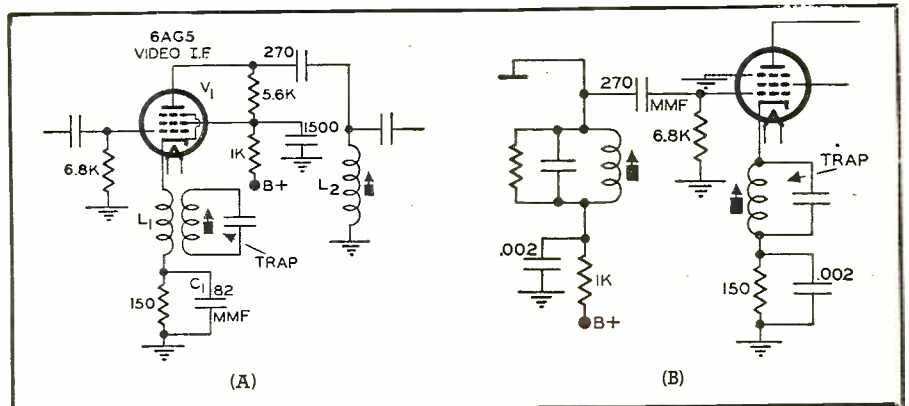 6AG5
VIDEO I.F.
V1
270
5.6K
1500
1K
B+
6.8K
L1
L2
TRAP
150
C1
82
MMF
(A)
270
MMF
6.8K
TRAP
.002
1K
B+
150
.002
(B)